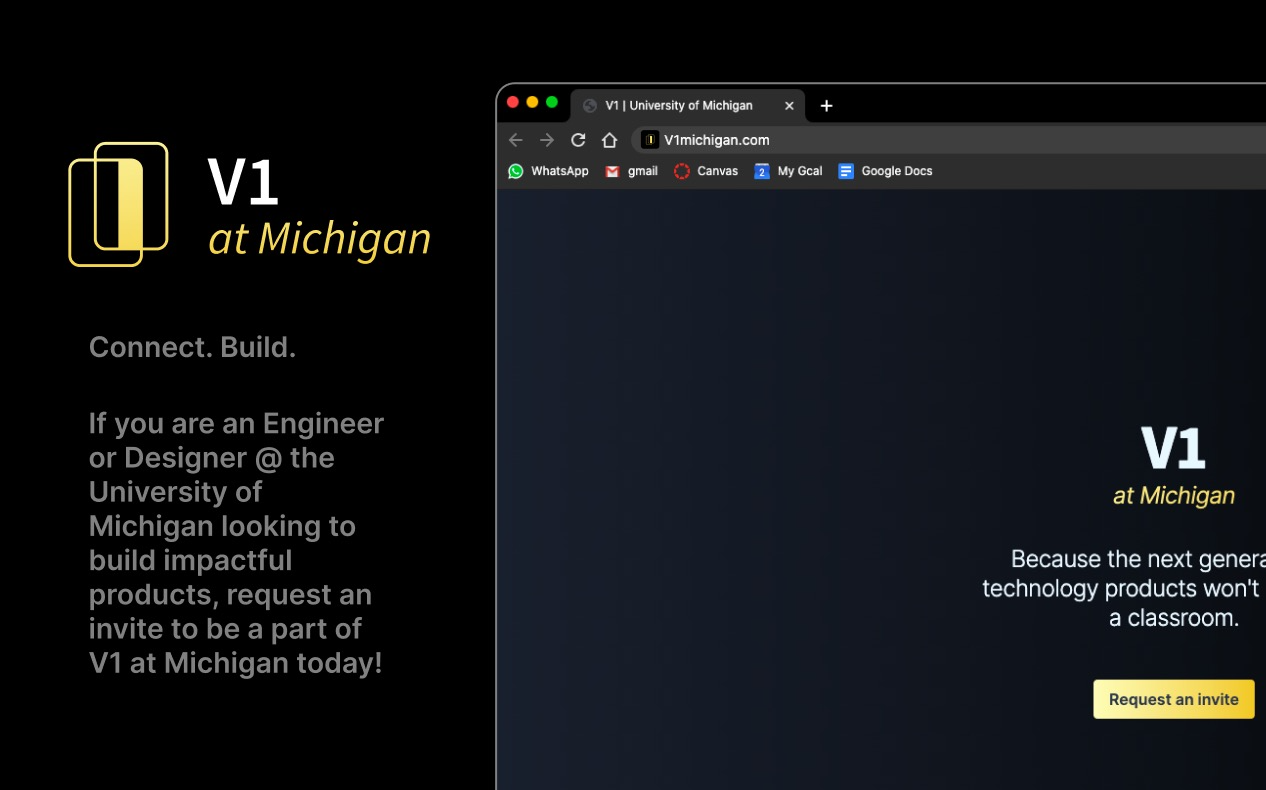 V1
at Michigan
Connect. Build.
If you are an Engineer
or Designer @ the
University of
Michigan looking to
build impactful
products, request an
invite to be a part of
V1 at Michigan today!
V1 | University of Michigan
V1michigan.com
WhatsApp gmail Canvas 2 My Gcal Google Docs
V1
at Michigan
Because the next genera
technology products won't
a classroom.
Request an invite